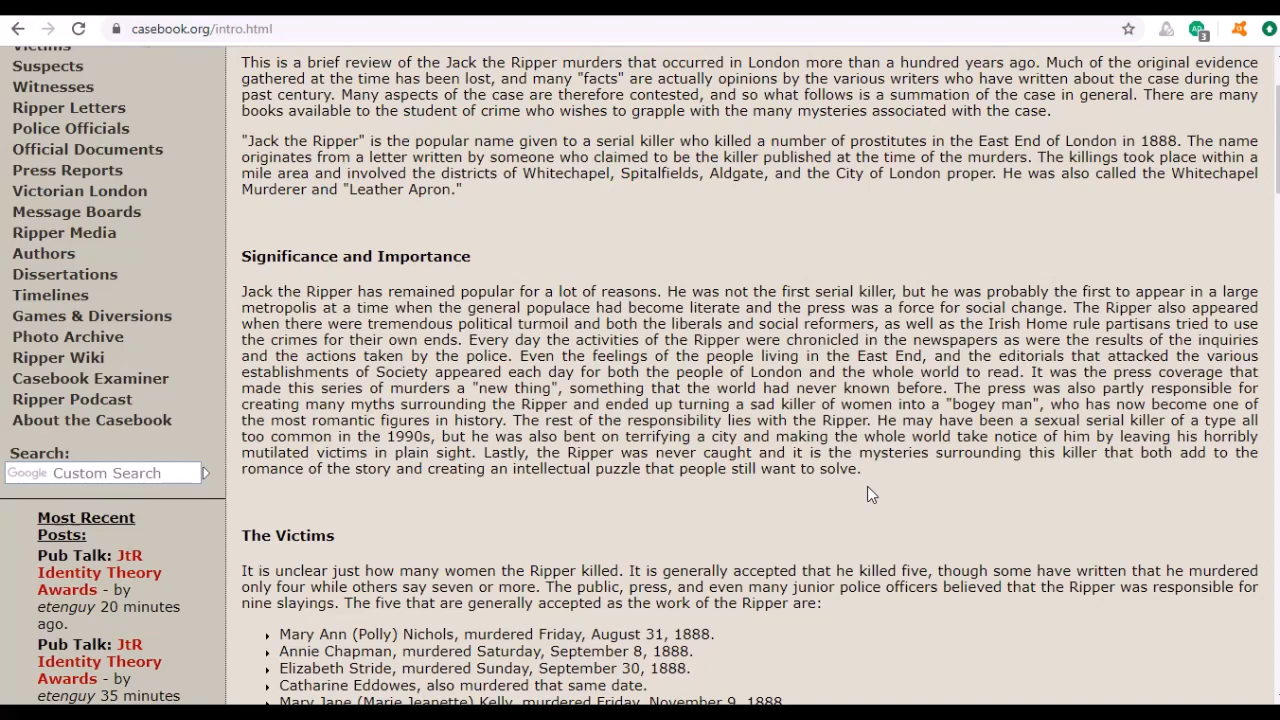 casebook.org/intro.html
3
Victims
Suspects
Witnesses
Ripper Letters
Police Officials
Official Documents
Press Reports
Victorian London
Message Boards
Ripper Media
Authors
Dissertations
Timelines
Games & Diversions
Photo Archive
Ripper Wiki
Casebook Examiner
Ripper Podcast
About the Casebook
Search:
Google Custom Search
Most Recent
Posts:
Pub Talk: JtR
Identity Theory
Awards - by
etenguy 20 minutes
ago.
Pub Talk: JtR
Identity Theory
Awards - by
etenguy 35 minutes
This is a brief review of the Jack the Ripper murders that occurred in London more than a hundred years ago. Much of the original evidence
gathered at the time has been lost, and many "facts" are actually opinions by the various writers who have written about the case during the
past century. Many aspects of the case are therefore contested, and so what follows is a summation of the case in general. There are many
books available to the student of crime who wishes to grapple with the many mysteries associated with the case.
"Jack the Ripper" is the popular name given to a serial killer who killed a number of prostitutes in the East End of London in 1888. The name
originates from a letter written by someone who claimed to be the killer published at the time of the murders. The killings took place within a
mile area and involved the districts of Whitechapel, Spitalfields, Aldgate, and the City of London proper. He was also called the Whitechapel
Murderer and "Leather Apron."
Significance and Importance
Jack the Ripper has remained popular for a lot of reasons. He was not the first serial killer, but he was probably the first to appear in a large
metropolis at a time when the general populace had become literate and the press was a force for social change. The Ripper also appeared
when there were tremendous political turmoil and both the liberals and social reformers, as well as the Irish Home rule partisans tried to use
the crimes for their own ends. Every day the activities of the Ripper were chronicled in the newspapers as were the results of the inquiries
and the actions taken by the police. Even the feelings of the people living in the East End, and the editorials that attacked the various
establishments of Society appeared each day for both the people of London and the whole world to read. It was the press coverage that
made this series of murders a "new thing", something that the world had never known before. The press was also partly responsible for
creating many myths surrounding the Ripper and ended up turning a sad killer of women into a "bogey man", who has now become one of
the most romantic figures in history. The rest of the responsibility lies with the Ripper. He may have been a sexual serial killer of a type all
too common in the 1990s, but he was also bent on terrifying a city and making the whole world take notice of him by leaving his horribly
mutilated victims in plain sight. Lastly, the Ripper was never caught and it is the mysteries surrounding this killer that both add to the
romance of the story and creating an intellectual puzzle that people still want to solve.
The Victims
It is unclear just how many women the Ripper killed. It is generally accepted that he killed five, though some have written that he murdered
only four while others say seven or more. The public, press, and even many junior police officers believed that the Ripper was responsible for
nine slayings. The five that are generally accepted as the work of the Ripper are:
Mary Ann (Polly) Nichols, murdered Friday, August 31, 1888.
Annie Chapman, murdered Saturday, September 8, 1888.
Elizabeth Stride, murdered Sunday, September 30, 1888.
Catharine Eddowes, also murdered that same date.
Mary Jane (Marie Jeanette) Kelly, murdered Friday, November 9, 1888